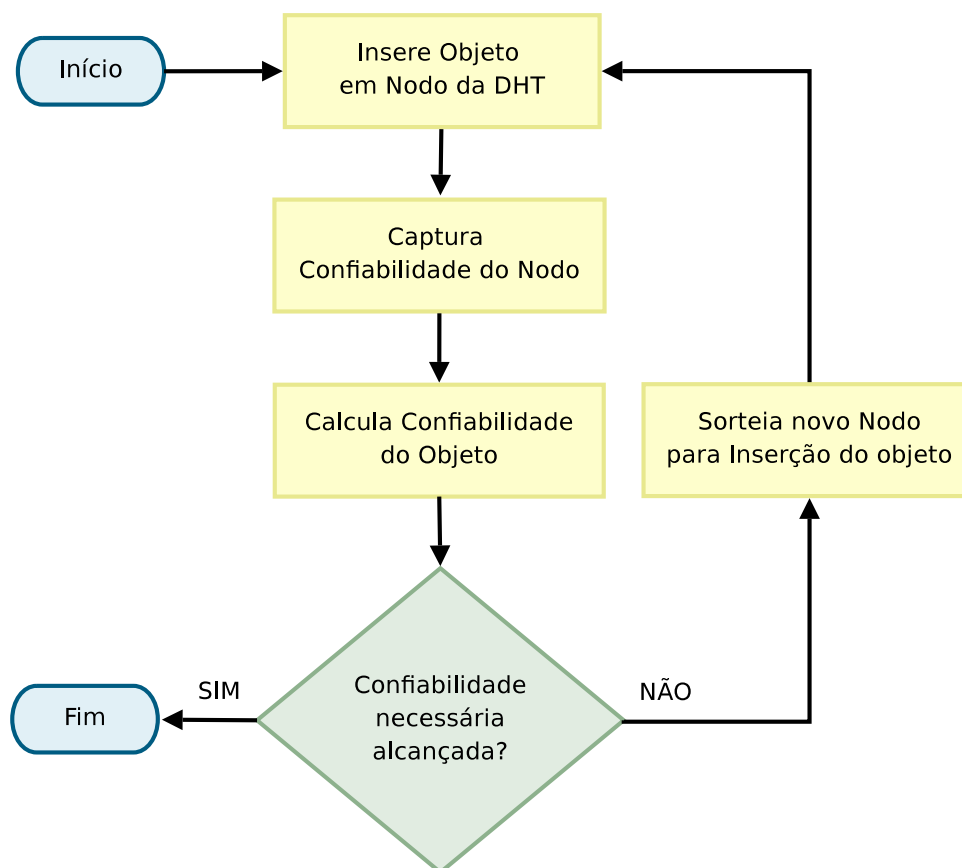 Início
Insere Objeto
em Nodo da DHT
Captura
Confiabilidade do Nodo
Calcula Confiabilidade
do Objeto
Sorteia novo Nodo
para Inserção do objeto
Confiabilidade
necessária
alcançada?
SIM
NÃO
Fim